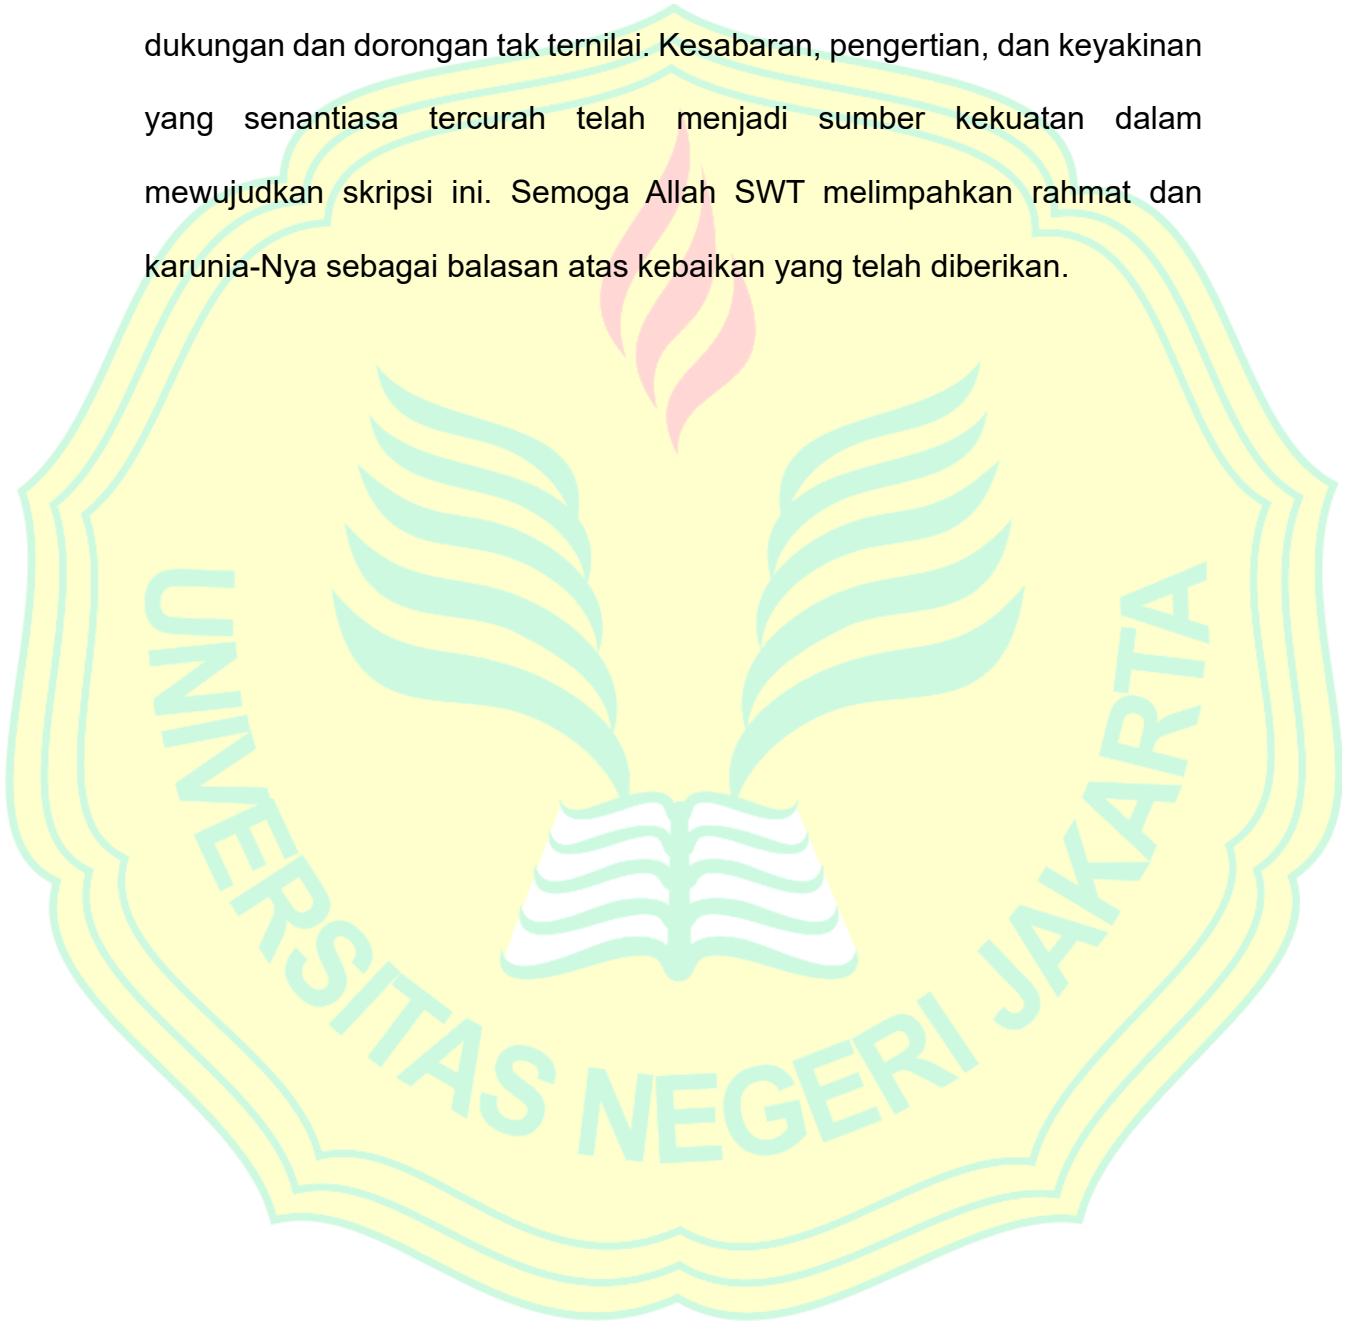 dukungan dan dorongan tak ternilai. Kesabaran, pengertian, dan keyakinan
yang senantiasa tercurah telah menjadi sumber kekuatan dalam
mewujudkan skripsi ini. Semoga Allah SWT melimpahkan rahmat dan
karunia-Nya sebagai balasan atas kebaikan yang telah diberikan.
UNIVERSITAS NEGERI JAKARTA